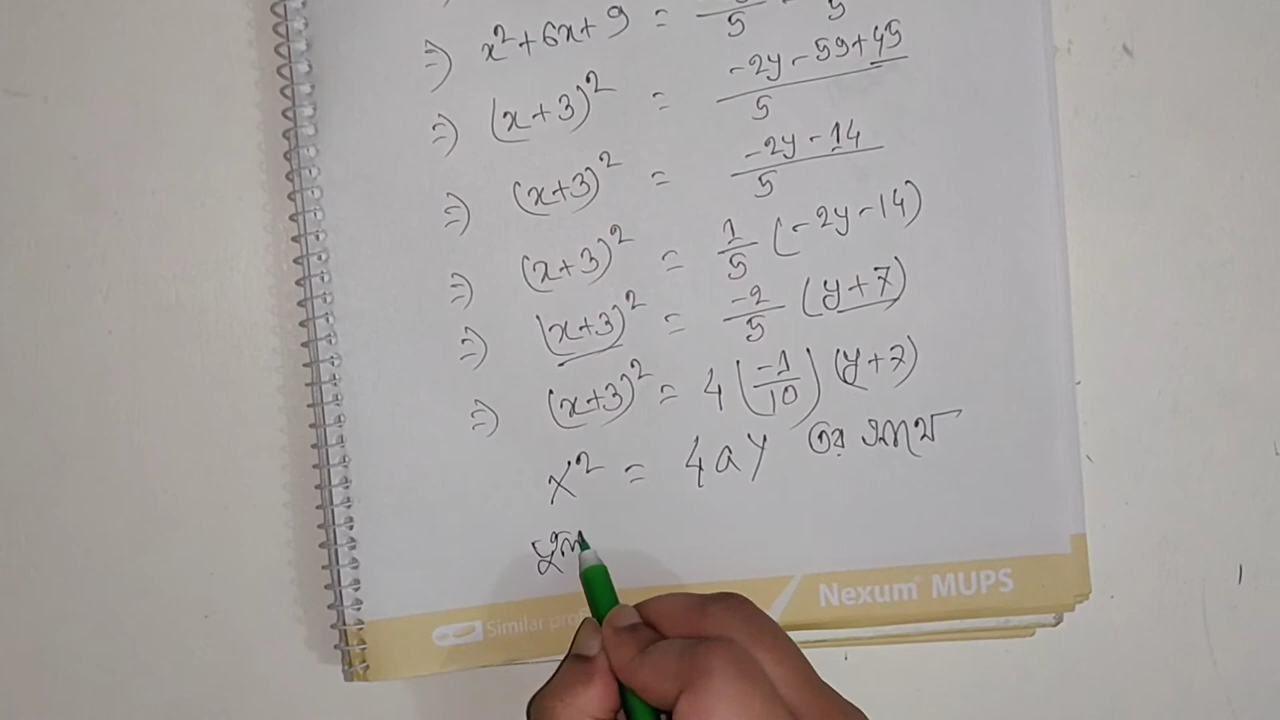 ⇒) x²+6x+9 = /5 - /5
⇒) (x+3)² = -2y-59+45/5
⇒) (x+3)² = -2y-14/5
⇒) (x+3)² = 1/5 (-2y-14)
⇒) (x+3)² = -2/5 (y+7)
⇒) (x+3)² = 4(-1/10)(y+7)
X² = 4aY এর সাথে
তুল
Similar pro
Nexum MUPS